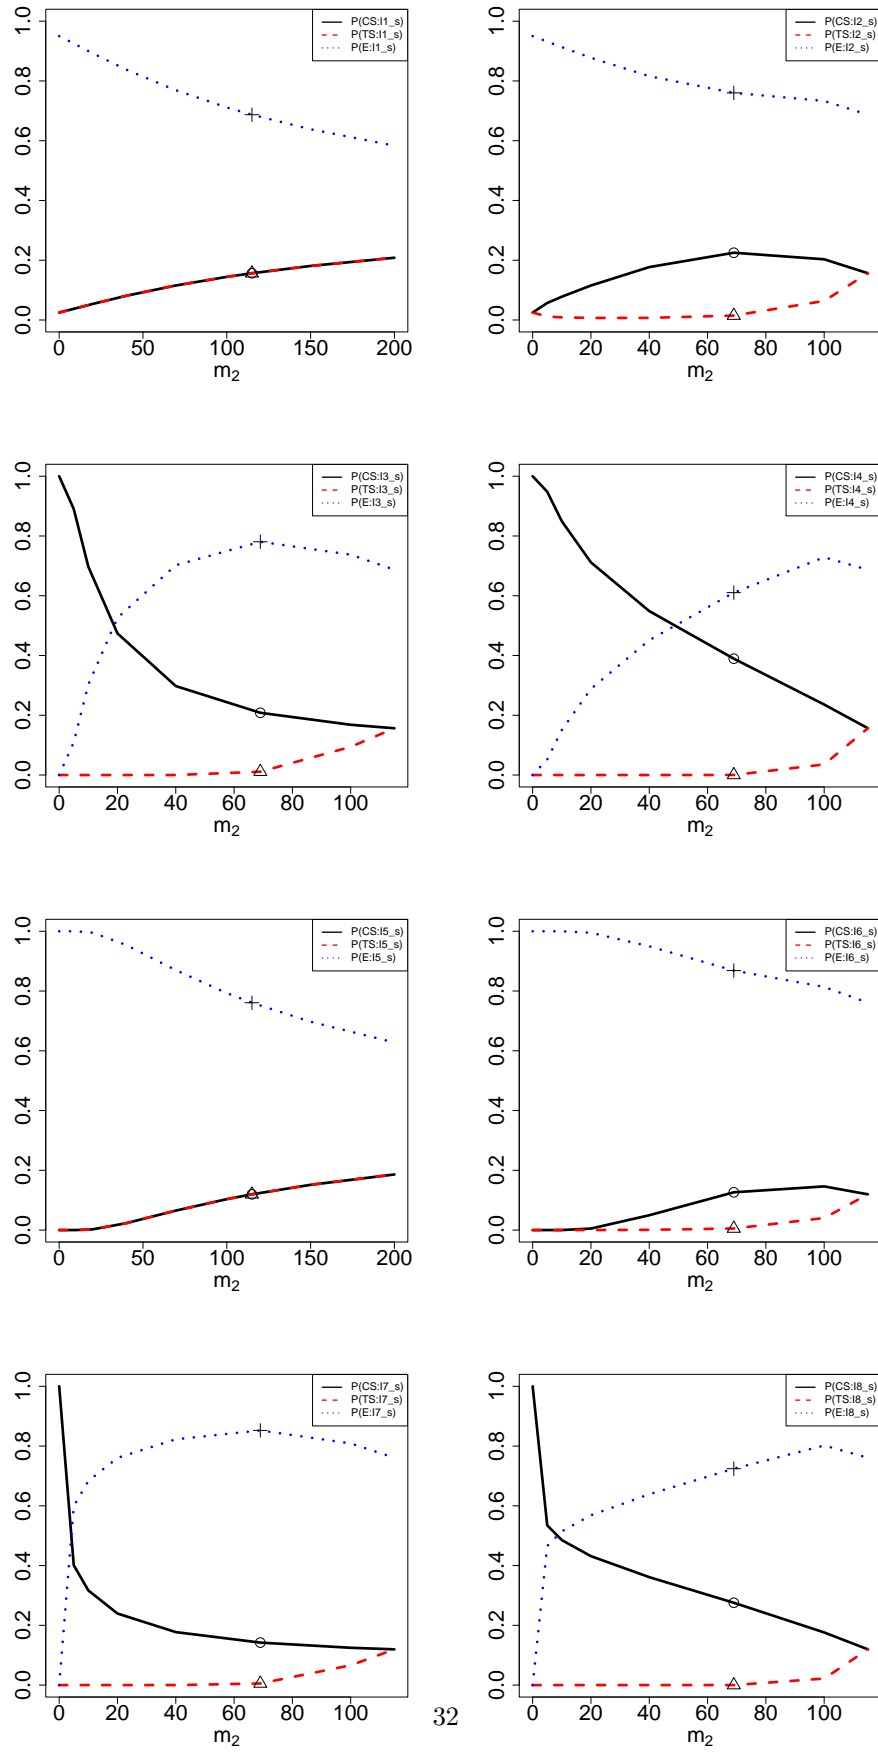 P(CS:I1_s)
P(TS:I1_s)
P(E:I1_s)
0.0 0.2 0.4 0.6 0.8 1.0
0 50 100 150 200
m2
P(CS:I2_s)
P(TS:I2_s)
P(E:I2_s)
0.0 0.2 0.4 0.6 0.8 1.0
0 20 40 60 80 100
m2
P(CS:I3_s)
P(TS:I3_s)
P(E:I3_s)
0.0 0.2 0.4 0.6 0.8 1.0
0 20 40 60 80 100
m2
P(CS:I4_s)
P(TS:I4_s)
P(E:I4_s)
0.0 0.2 0.4 0.6 0.8 1.0
0 20 40 60 80 100
m2
P(CS:I5_s)
P(TS:I5_s)
P(E:I5_s)
0.0 0.2 0.4 0.6 0.8 1.0
0 50 100 150 200
m2
P(CS:I6_s)
P(TS:I6_s)
P(E:I6_s)
0.0 0.2 0.4 0.6 0.8 1.0
0 20 40 60 80 100
m2
P(CS:I7_s)
P(TS:I7_s)
P(E:I7_s)
0.0 0.2 0.4 0.6 0.8 1.0
0 20 40 60 80 100
m2
P(CS:I8_s)
P(TS:I8_s)
P(E:I8_s)
0.0 0.2 0.4 0.6 0.8 1.0
0 20 40 60 80 100
m2
32